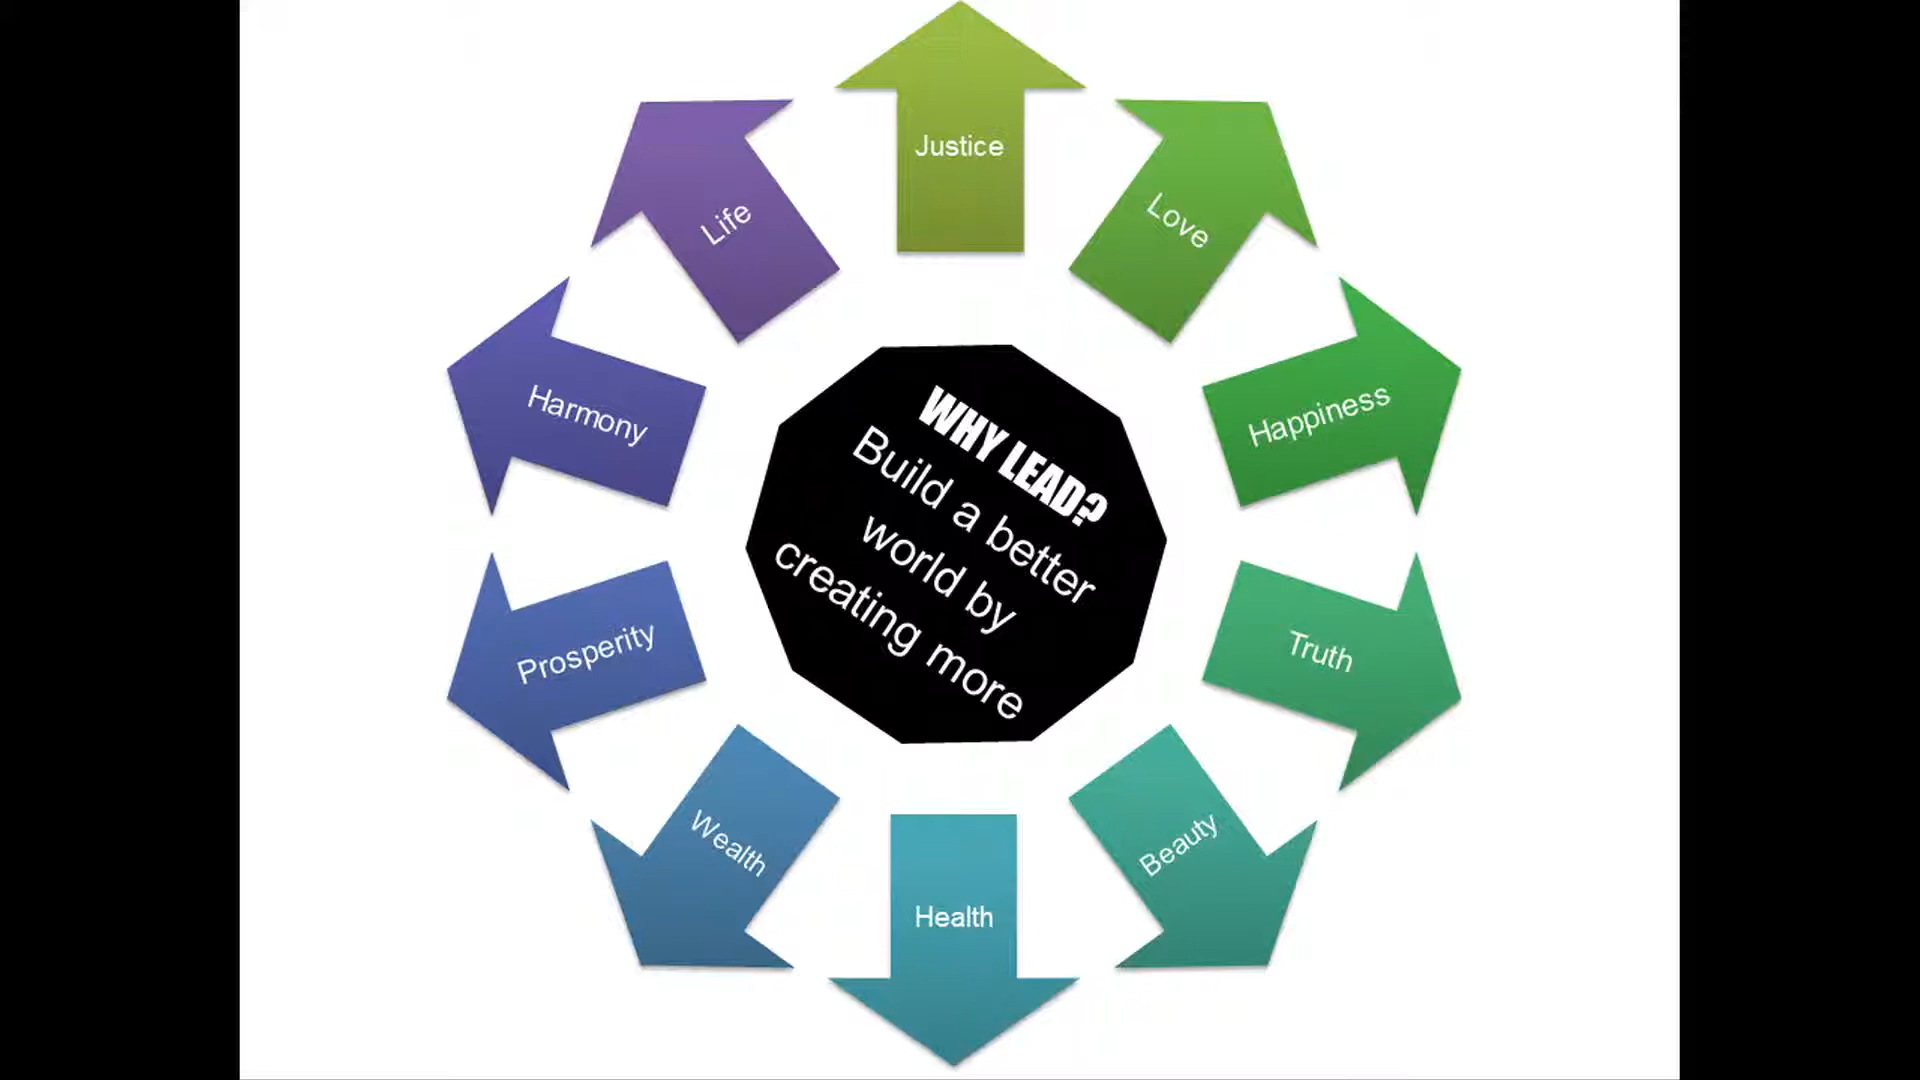 WHY LEAD?
Build a better
world by
creating more
Justice
Love
Happiness
Truth
Beauty
Health
Wealth
Prosperity
Harmony
Life